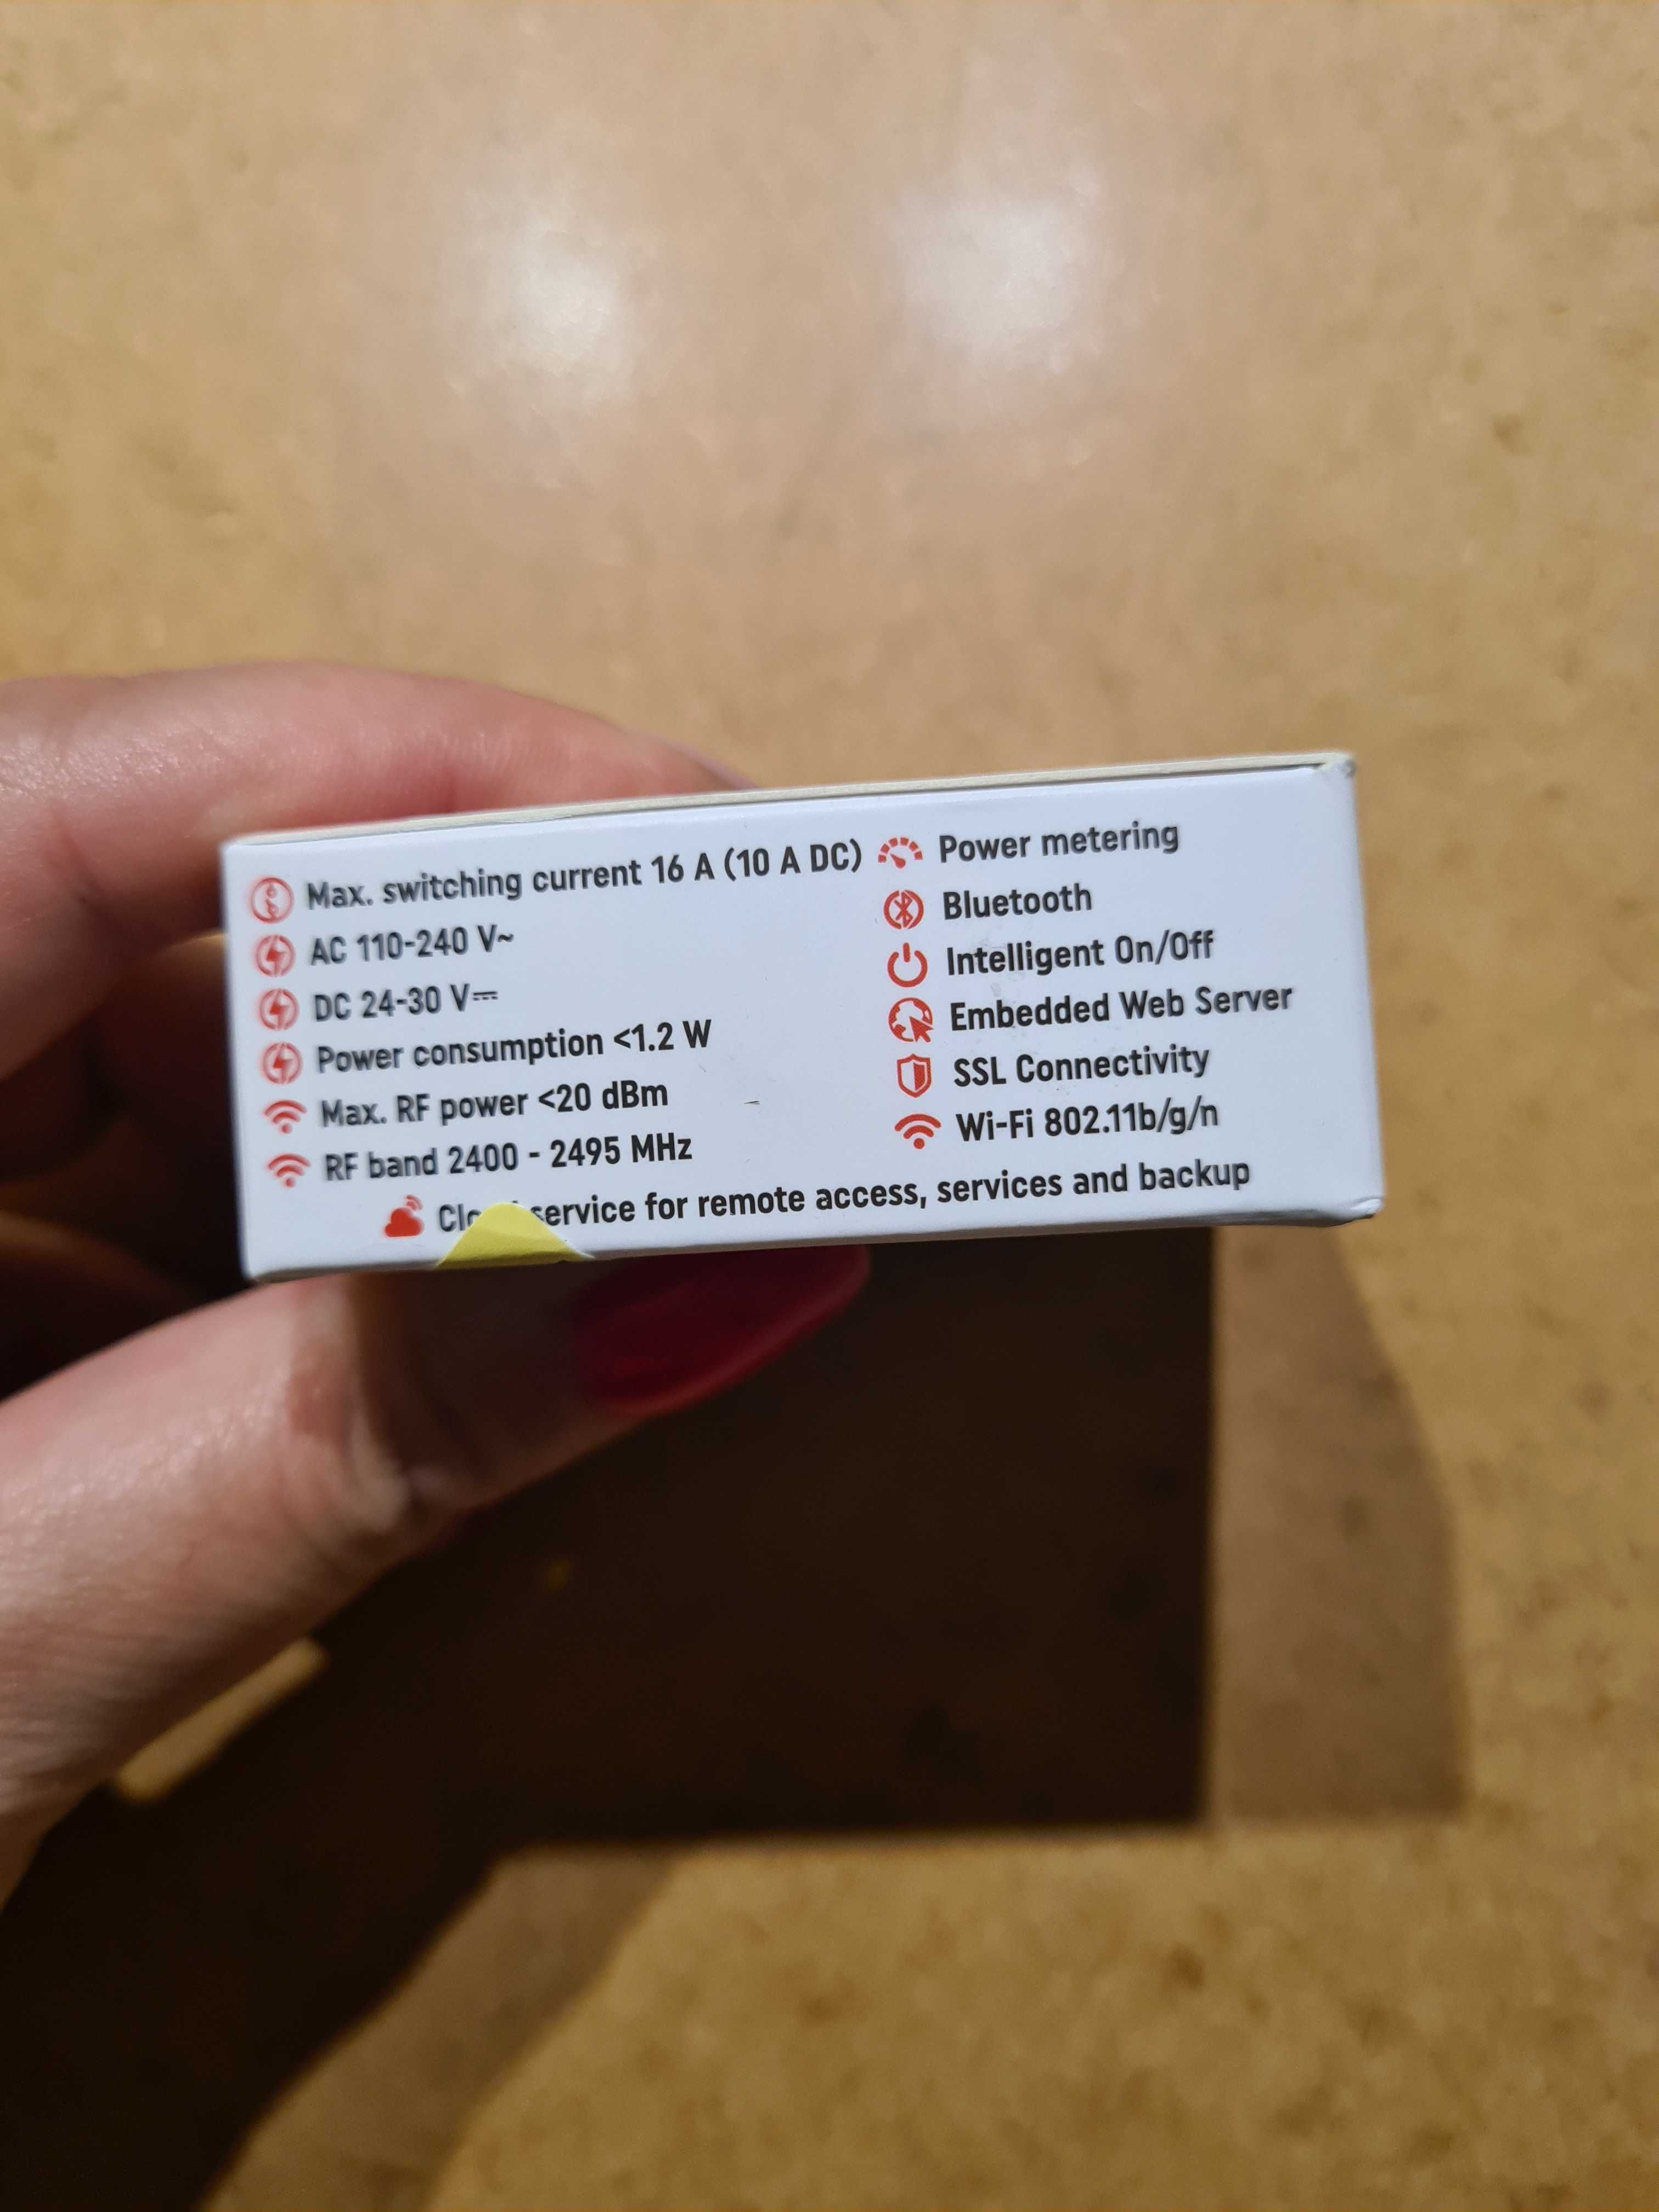 Max. switching current 16 A (10 A DC)
AC 110-240 V~
DC 24-30 V⎓
Power consumption <1.2 W
Max. RF power <20 dBm
RF band 2400 - 2495 MHz
Power metering
Bluetooth
Intelligent On/Off
Embedded Web Server
SSL Connectivity
Wi-Fi 802.11b/g/n
service for remote access, services and backup